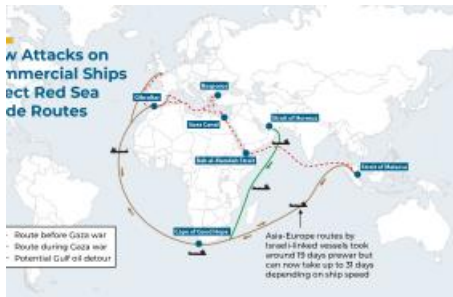 w Attacks on
mmercial Ships
ect Red Sea
de Routes
Bosporus
Gibraltar
Suez Canal
Strait of Hormuz
Bab al-Mandab Strait
Strait of Malacca
Cape of Good Hope
Route before Gaza war
Route during Gaza war
Potential Gulf oil detour
Asia-Europe routes by
Israeli-linked vessels took
around 19 days prewar but
can now take up to 31 days
depending on ship speed